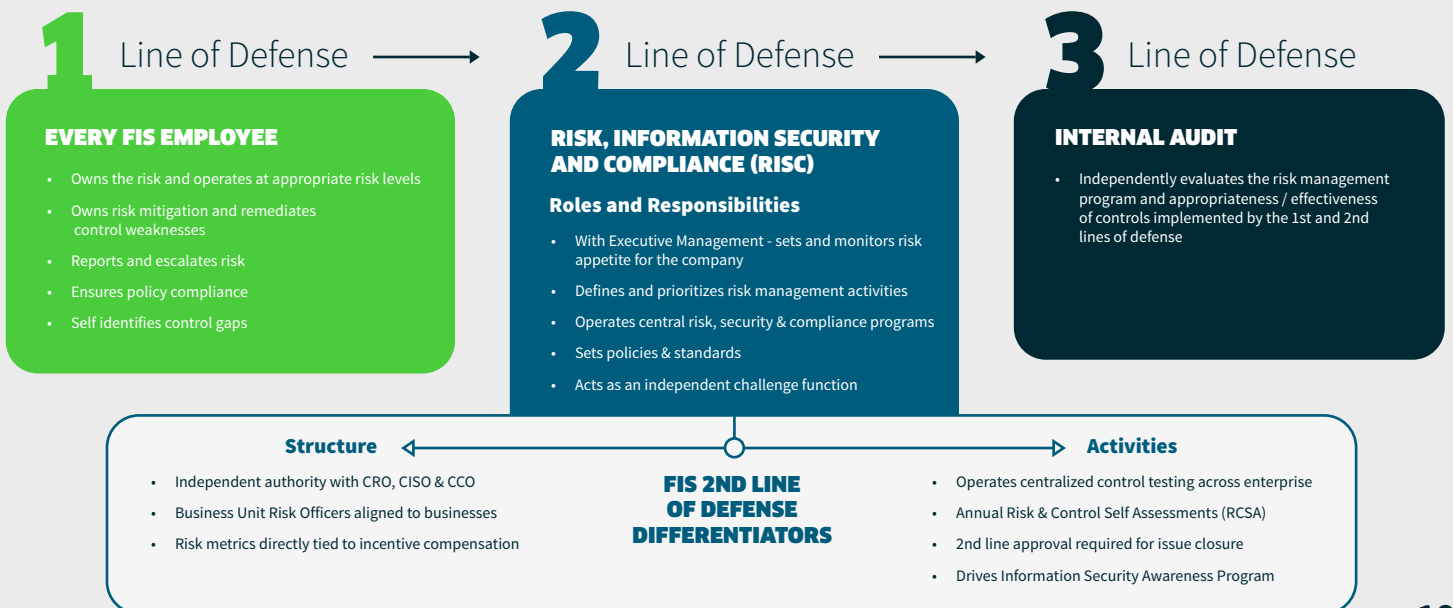 1 Line of Defense
EVERY FIS EMPLOYEE
• Owns the risk and operates at appropriate risk levels
• Owns risk mitigation and remediates
control weaknesses
• Reports and escalates risk
• Ensures policy compliance
• Self identifies control gaps
2 Line of Defense
RISK, INFORMATION SECURITY
AND COMPLIANCE (RISC)
Roles and Responsibilities
• With Executive Management - sets and monitors risk
appetite for the company
• Defines and prioritizes risk management activities
• Operates central risk, security & compliance programs
• Sets policies & standards
• Acts as an independent challenge function
3 Line of Defense
INTERNAL AUDIT
• Independently evaluates the risk management
program and appropriateness / effectiveness
of controls implemented by the 1st and 2nd
lines of defense
Structure
• Independent authority with CRO, CISO & CCO
• Business Unit Risk Officers aligned to businesses
• Risk metrics directly tied to incentive compensation
FIS 2ND LINE
OF DEFENSE
DIFFERENTIATORS
Activities
• Operates centralized control testing across enterprise
• Annual Risk & Control Self Assessments (RCSA)
• 2nd line approval required for issue closure
• Drives Information Security Awareness Program